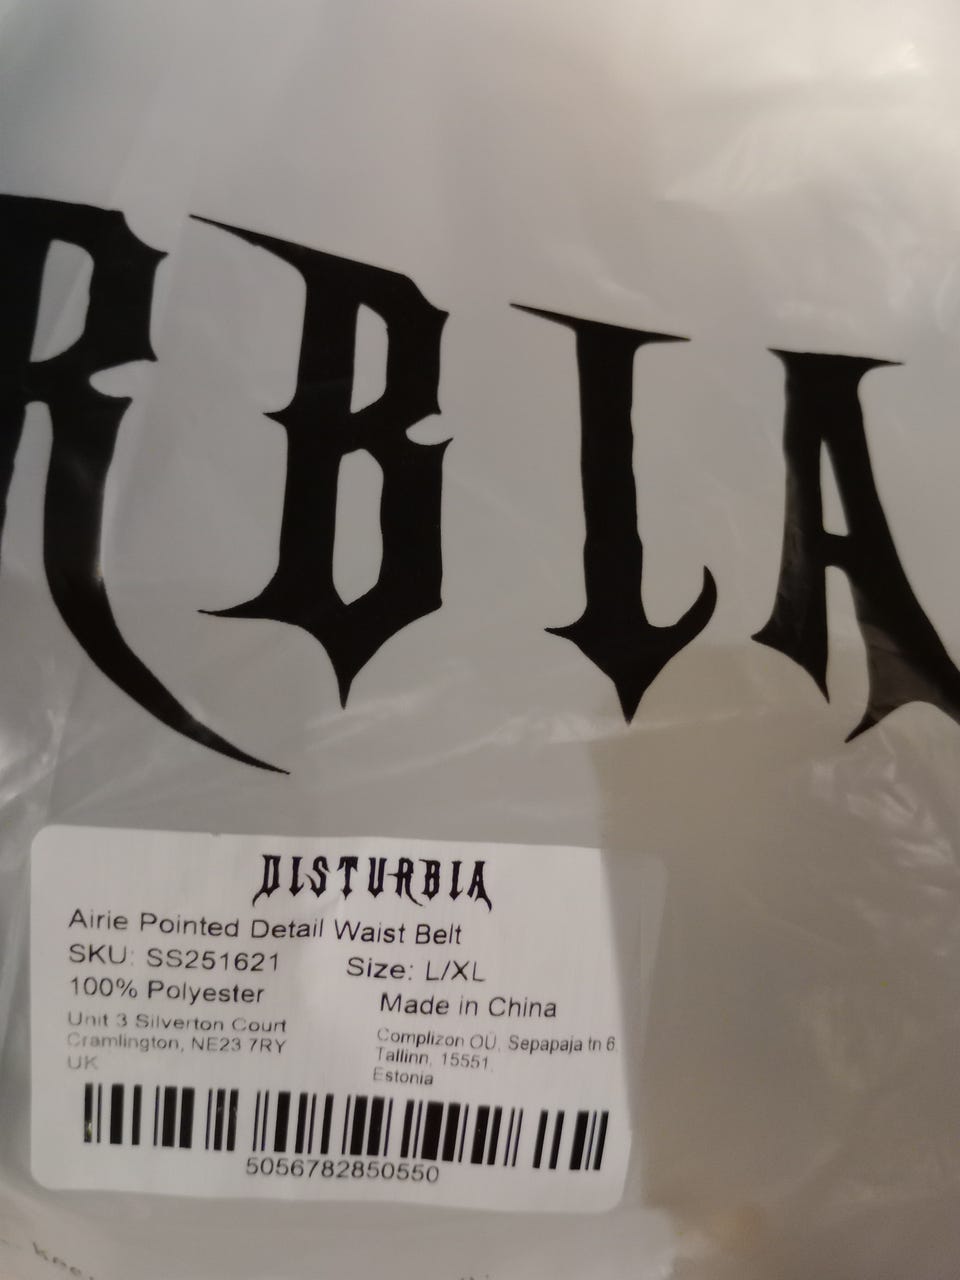 RBIA
DISTURBIA
Airie Pointed Detail Waist Belt
SKU: SS251621 Size: L/XL
100% Polyester Made in China
Unit 3 Silverton Court
Cramlington, NE23 7RY
UK
Complizon OÜ, Sepapaja tn 6
Tallinn, 15551,
Estonia
5056782850550